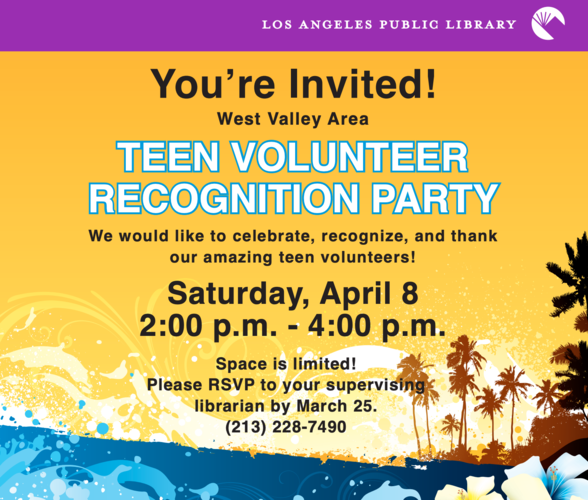 LOS ANGELES PUBLIC LIBRARY
You're Invited!
West Valley Area
TEEN VOLUNTEER
RECOGNITION PARTY
We would like to celebrate, recognize, and thank
our amazing teen volunteers!
Saturday, April 8
2:00 p.m. - 4:00 p.m.
Space is limited!
Please RSVP to your supervising
librarian by March 25.
(213) 228-7490